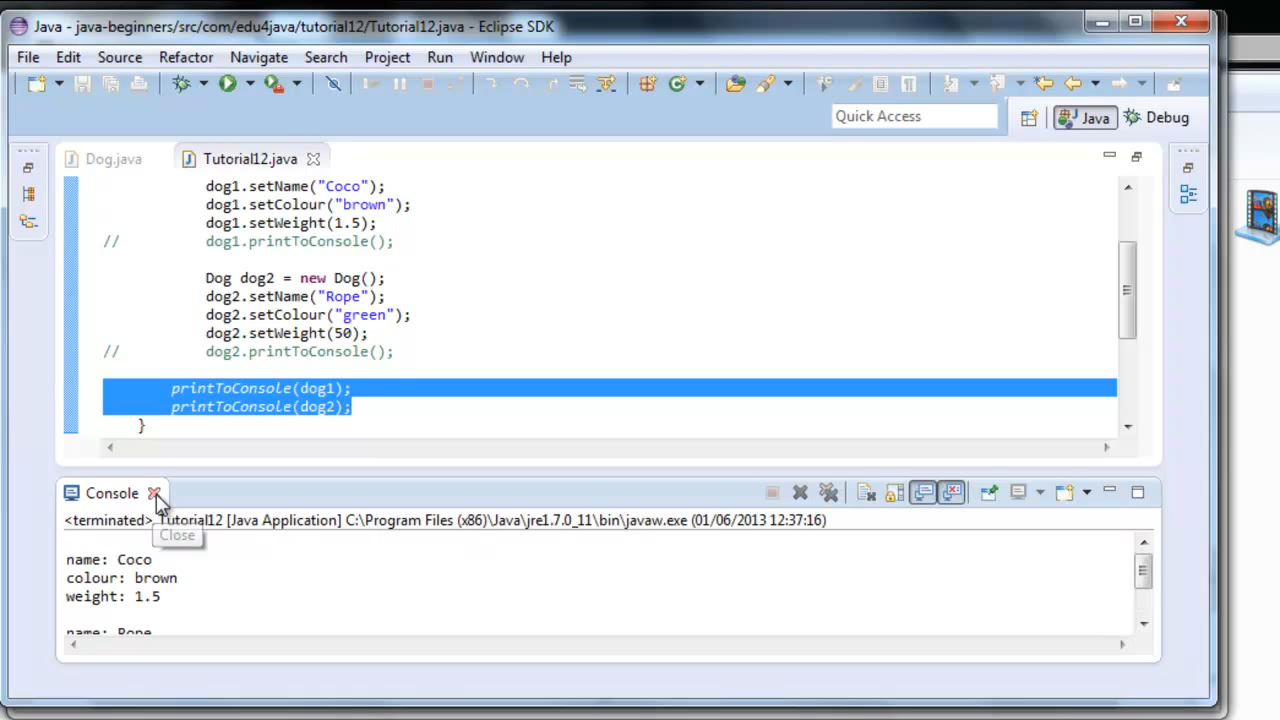 Java - java-beginners/src/com/edu4java/tutorial12/Tutorial12.java - Eclipse SDK
File Edit Source Refactor Navigate Search Project Run Window Help
Quick Access
Java
Debug
Dog.java
Tutorial12.java
dog1.setName("Coco");
dog1.setColour("brown");
dog1.setWeight(1.5);
// dog1.printToConsole();
Dog dog2 = new Dog();
dog2.setName("Rope");
dog2.setColour("green");
dog2.setWeight(50);
// dog2.printToConsole();
printToConsole(dog1);
printToConsole(dog2);
}
Console
<terminated> Tutorial12 [Java Application] C:\Program Files (x86)\Java\jre1.7.0_11\bin\javaw.exe (01/06/2013 12:37:16)
Close
name: Coco
colour: brown
weight: 1.5
name: Rope